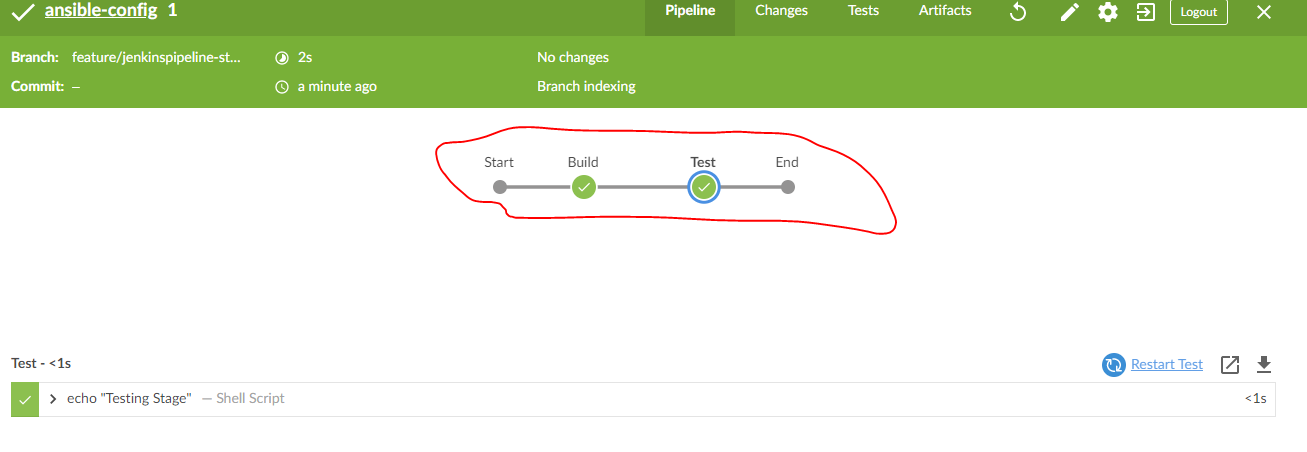 ansible-config 1 Pipeline Changes Tests Artifacts Logout
Branch: feature/jenkinspipeline-st... 2s No changes
Commit: – a minute ago Branch indexing
Start Build Test End
Test - <1s Restart Test
echo "Testing Stage" — Shell Script <1s